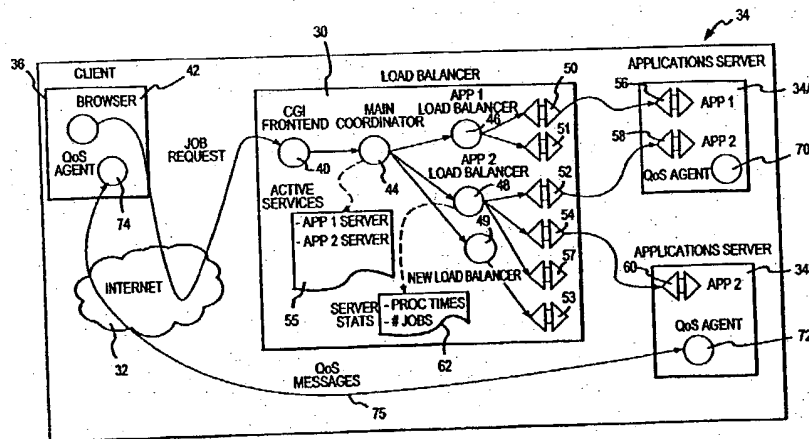 30
34
36
CLIENT
42
BROWSER
QoS
AGENT
74
JOB
REQUEST
INTERNET
32
LOAD BALANCER
CGI
FRONTEND
40
MAIN
COORDINATOR
44
APP 1
LOAD BALANCER
46
APP 2
LOAD BALANCER
48
49
NEW LOAD BALANCER
50
51
52
54
57
53
ACTIVE
SERVICES
- APP 1 SERVER
- APP 2 SERVER
55
SERVER
STATS
- PROC TIMES
- # JOBS
62
APPLICATIONS SERVER
34A
56
APP 1
58
APP 2
QoS AGENT
70
APPLICATIONS SERVER
34
60
APP 2
QoS AGENT
72
QoS
MESSAGES
75